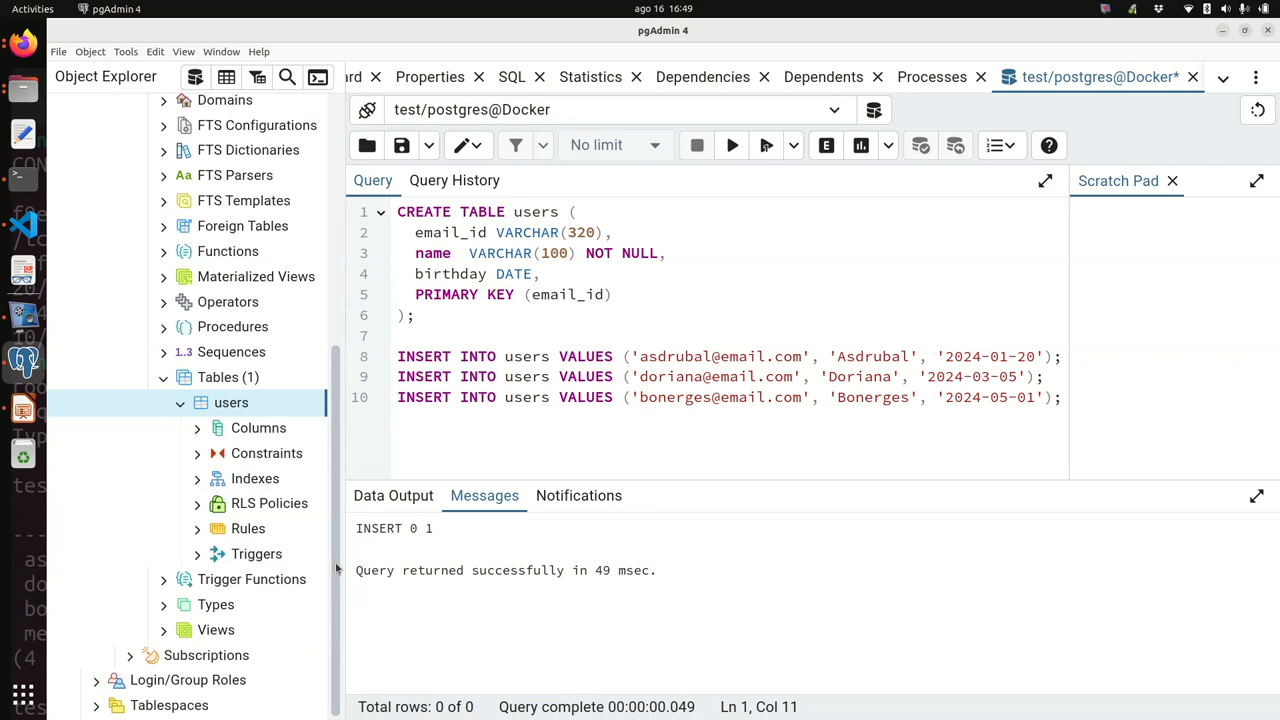 Activities
pgAdmin 4
ago 16 16:49
pgAdmin 4
File Object Tools Edit View Window Help
Object Explorer
rd Properties SQL Statistics Dependencies Dependents Processes test/postgres@Docker*
test/postgres@Docker
No limit
Query Query History
Scratch Pad
Domains
FTS Configurations
FTS Dictionaries
Aa FTS Parsers
FTS Templates
Foreign Tables
Functions
Materialized Views
Operators
Procedures
1..3 Sequences
Tables (1)
users
Columns
Constraints
Indexes
RLS Policies
Rules
Triggers
Trigger Functions
Types
Views
Subscriptions
Login/Group Roles
Tablespaces
1 CREATE TABLE users (
2 email_id VARCHAR(320),
3 name VARCHAR(100) NOT NULL,
4 birthday DATE,
5 PRIMARY KEY (email_id)
6 );
7
8 INSERT INTO users VALUES ('asdrubal@email.com', 'Asdrubal', '2024-01-20');
9 INSERT INTO users VALUES ('doriana@email.com', 'Doriana', '2024-03-05');
10 INSERT INTO users VALUES ('bonerges@email.com', 'Bonerges', '2024-05-01');
Data Output Messages Notifications
INSERT 0 1
Query returned successfully in 49 msec.
Total rows: 0 of 0 Query complete 00:00:00.049 Ln 1, Col 11